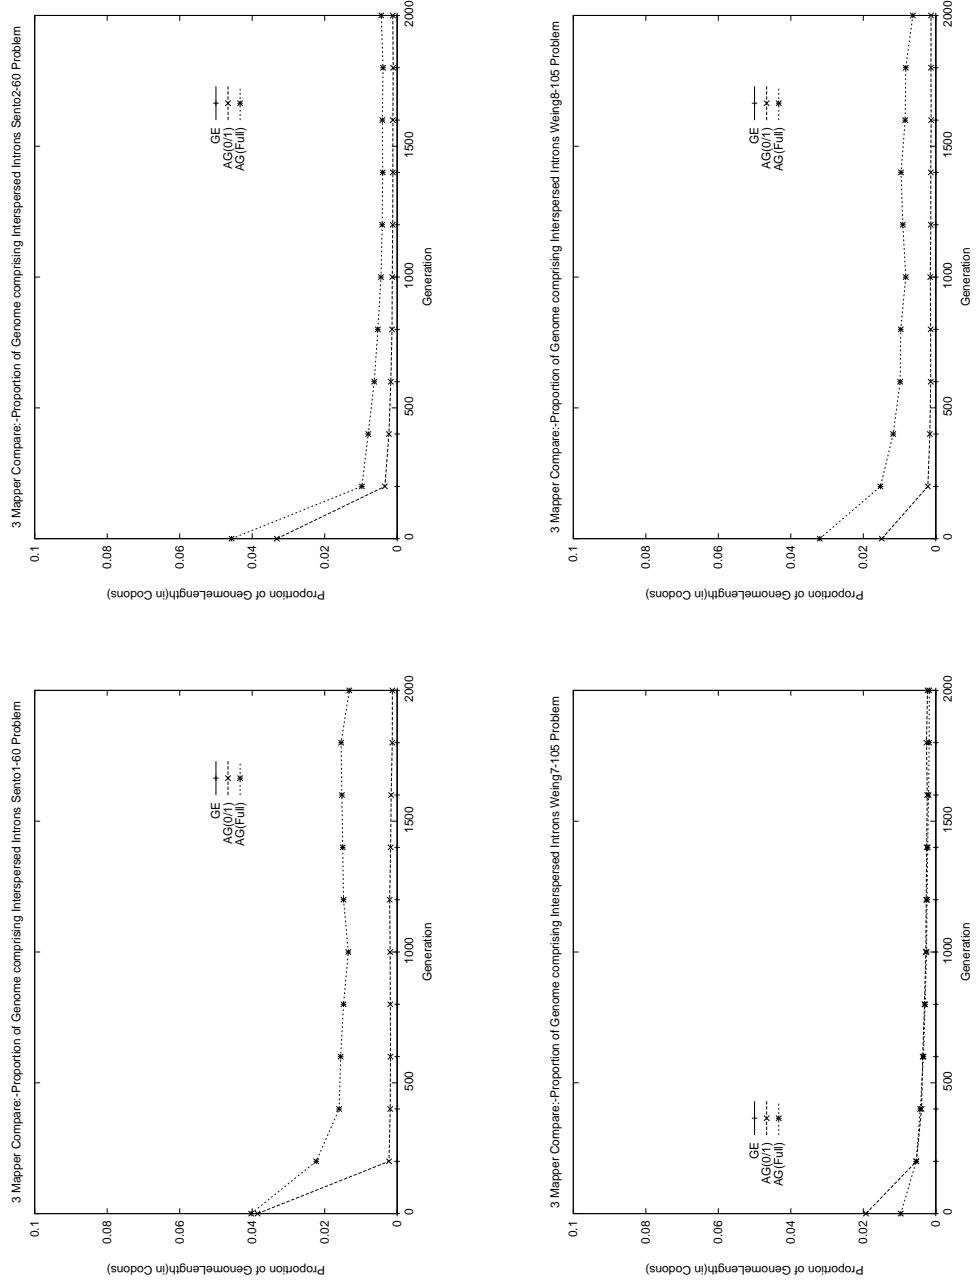 3 Mapper Compare:-Proportion of Genome comprising Interspersed Introns Sento1-60 Problem
0.1
0.08
0.06
0.04
0.02
0
Proportion of GenomeLength(in Codons)
GE
AG(0/1)
AG(Full)
0 500 1000 1500 2000
Generation
3 Mapper Compare:-Proportion of Genome comprising Interspersed Introns Sento2-60 Problem
0.1
0.08
0.06
0.04
0.02
0
Proportion of GenomeLength(in Codons)
GE
AG(0/1)
AG(Full)
0 500 1000 1500 2000
Generation
3 Mapper Compare:-Proportion of Genome comprising Interspersed Introns Weing7-105 Problem
0.1
0.08
0.06
0.04
0.02
0
Proportion of GenomeLength(in Codons)
GE
AG(0/1)
AG(Full)
0 500 1000 1500 2000
Generation
3 Mapper Compare:-Proportion of Genome comprising Interspersed Introns Weing8-105 Problem
0.1
0.08
0.06
0.04
0.02
0
Proportion of GenomeLength(in Codons)
GE
AG(0/1)
AG(Full)
0 500 1000 1500 2000
Generation